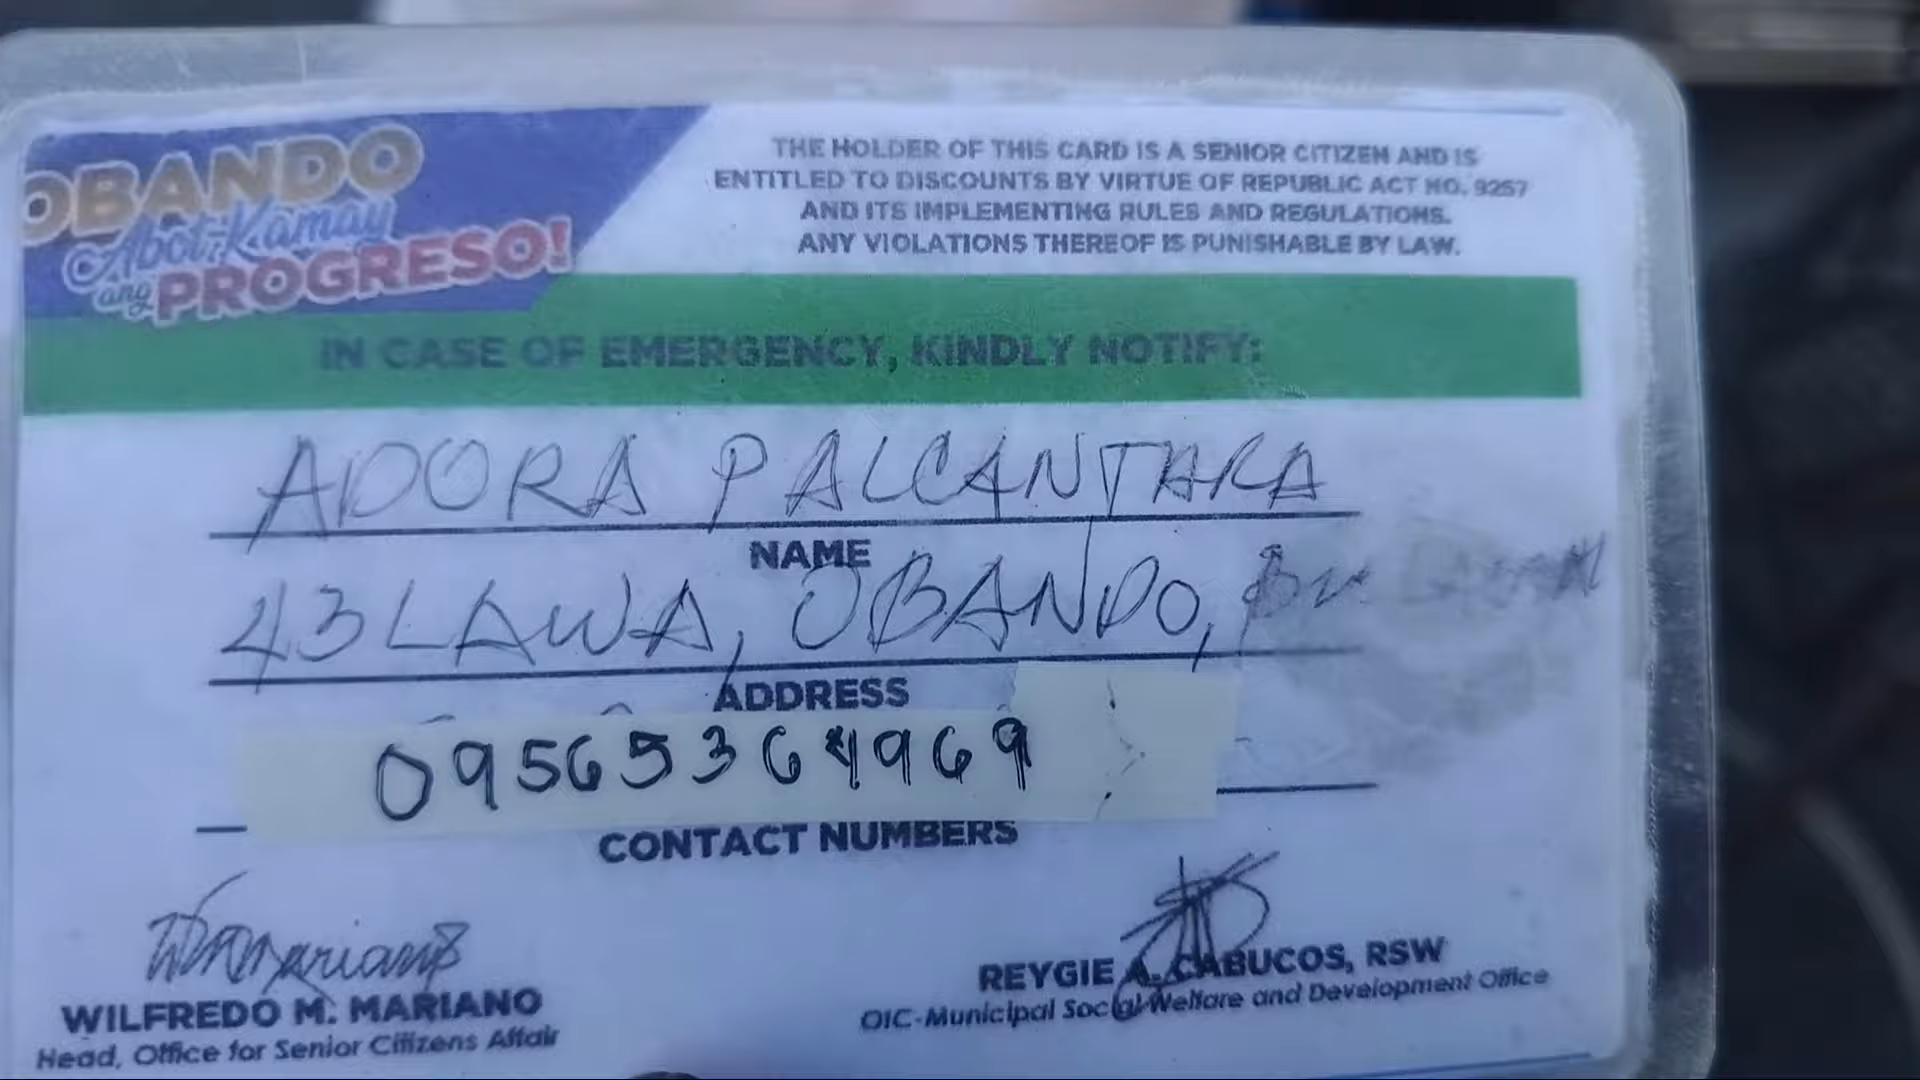 OBANDO
Abot-Kamay
ang PROGRESO!
THE HOLDER OF THIS CARD IS A SENIOR CITIZEN AND IS
ENTITLED TO DISCOUNTS BY VIRTUE OF REPUBLIC ACT NO. 9257
AND ITS IMPLEMENTING RULES AND REGULATIONS.
ANY VIOLATIONS THEREOF IS PUNISHABLE BY LAW.
IN CASE OF EMERGENCY, KINDLY NOTIFY:
ADORA P ALCANTARA
NAME
43 LAWA, OBANDO,
ADDRESS
09565364969
CONTACT NUMBERS
WILFREDO M. MARIANO
Head, Office for Senior Citizens Affair
REYGIE A. CABUCOS, RSW
OIC-Municipal Social Welfare and Development Office